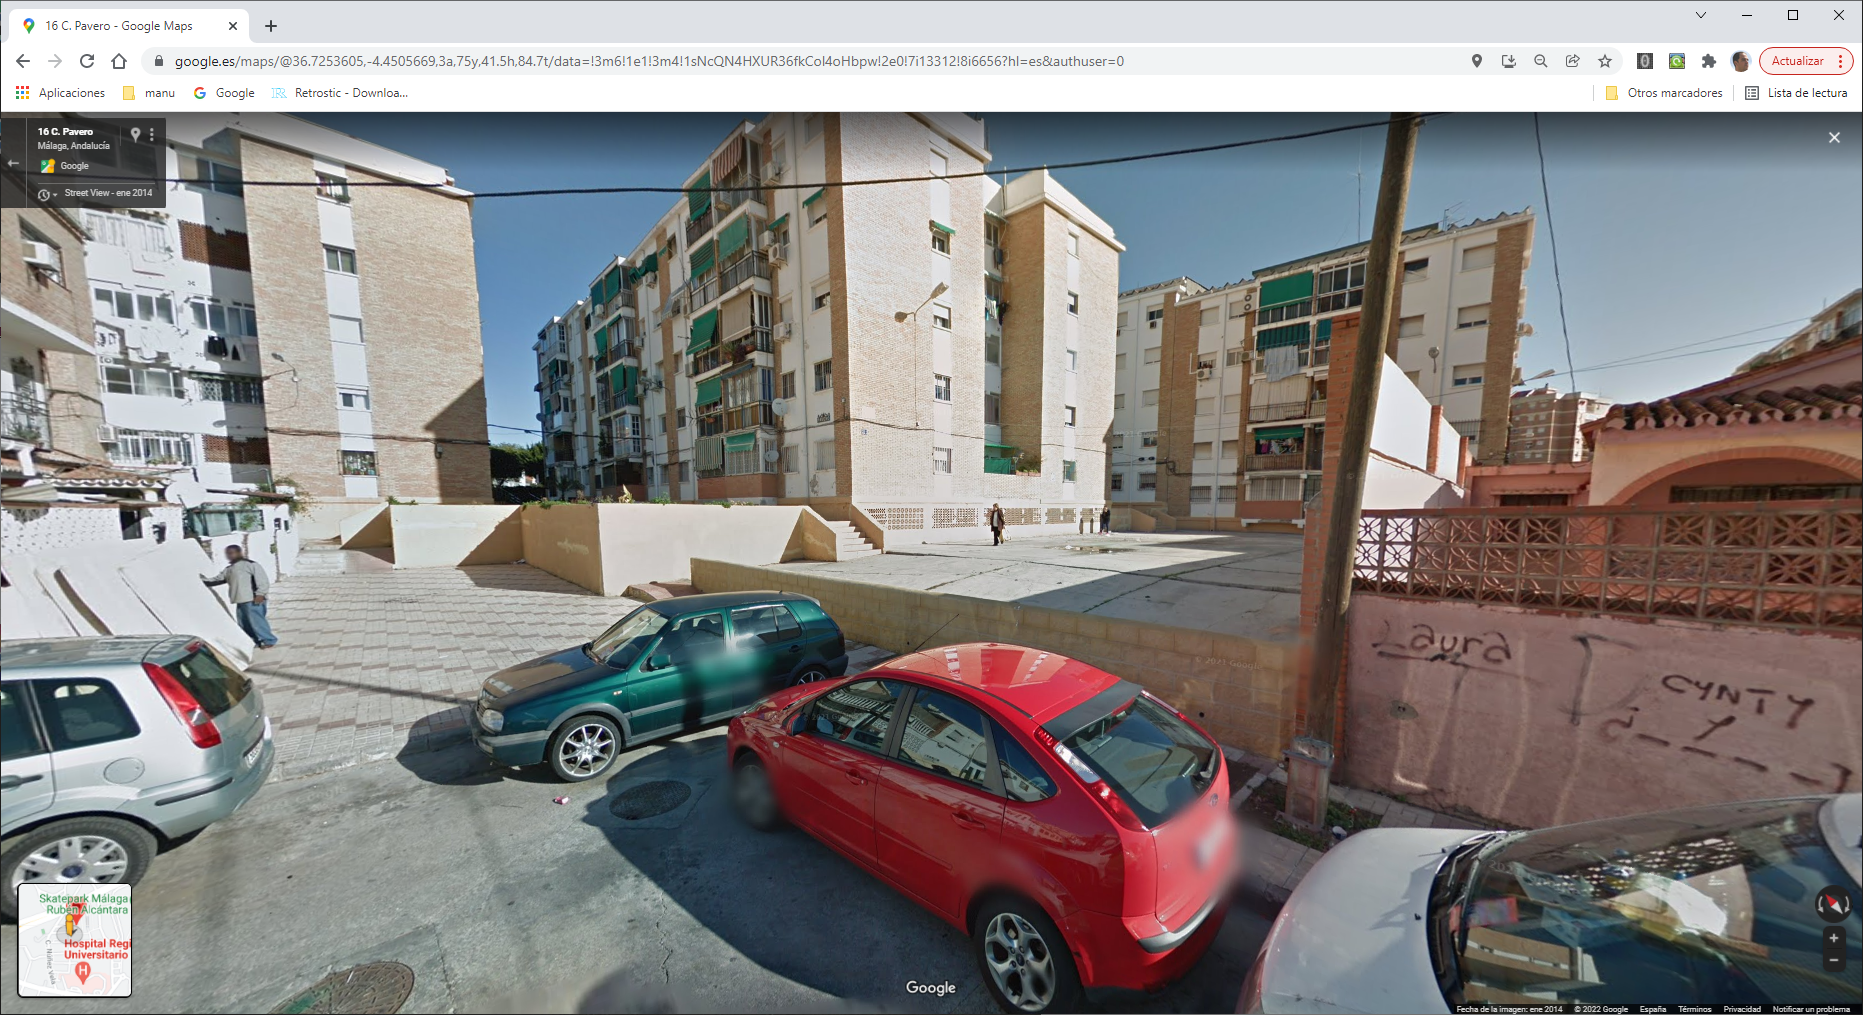 16 C. Pavero - Google Maps
google.es/maps/@36.7253605,-4.4505669,3a,75y,41.5h,84.7t/data=!3m6!1e1!3m4!1sNcQN4HXUR36fkCol4oHbpw!2e0!7i13312!8i6656?hl=es&authuser=0
Actualizar
Aplicaciones
manu
Google
Retrostic - Downloa...
Otros marcadores
Lista de lectura
16 C. Pavero
Málaga, Andalucía
Google
Street View - ene 2014
Laura
CYNTY
Skatepark Málaga
Rubén Alcántara
Hospital Regi
Universitario
H
C. Núñez Vela
Google
Fecha de la imagen: ene 2014 © 2022 Google España Términos Privacidad Notificar un problema